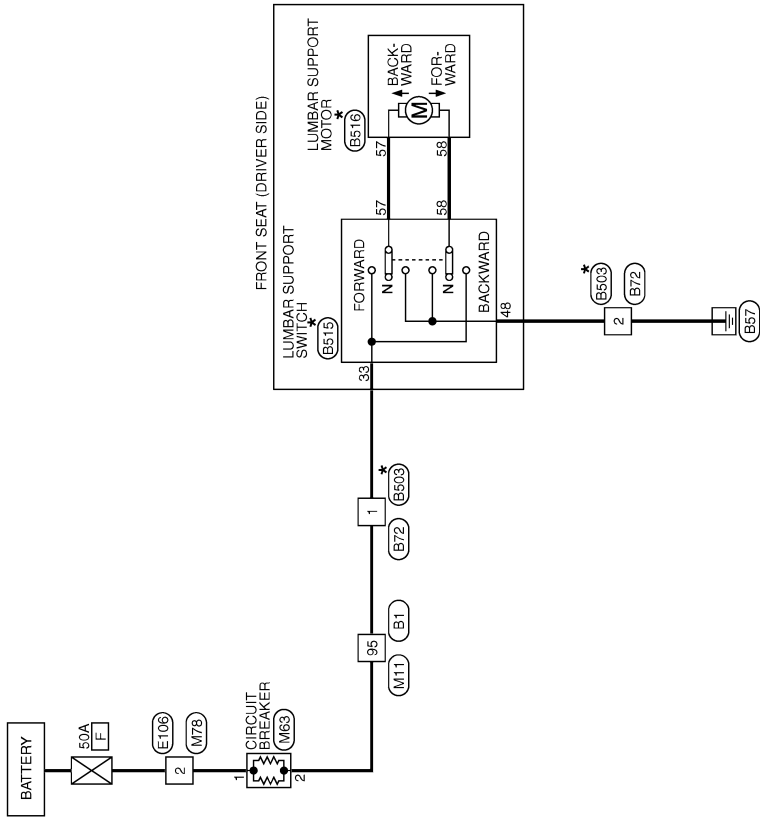 FRONT SEAT (DRIVER SIDE)
LUMBAR SUPPORT
MOTOR
*
B516
BACK-
WARD
FOR-
WARD
M
57
58
57
58
LUMBAR SUPPORT
SWITCH
*
B515
FORWARD
N
N
BACKWARD
33
48
*
B503
B72
2
B57
*
B503
1
B72
B1
95
M11
BATTERY
50A
F
E106
2
M78
CIRCUIT
BREAKER
M63
1
2